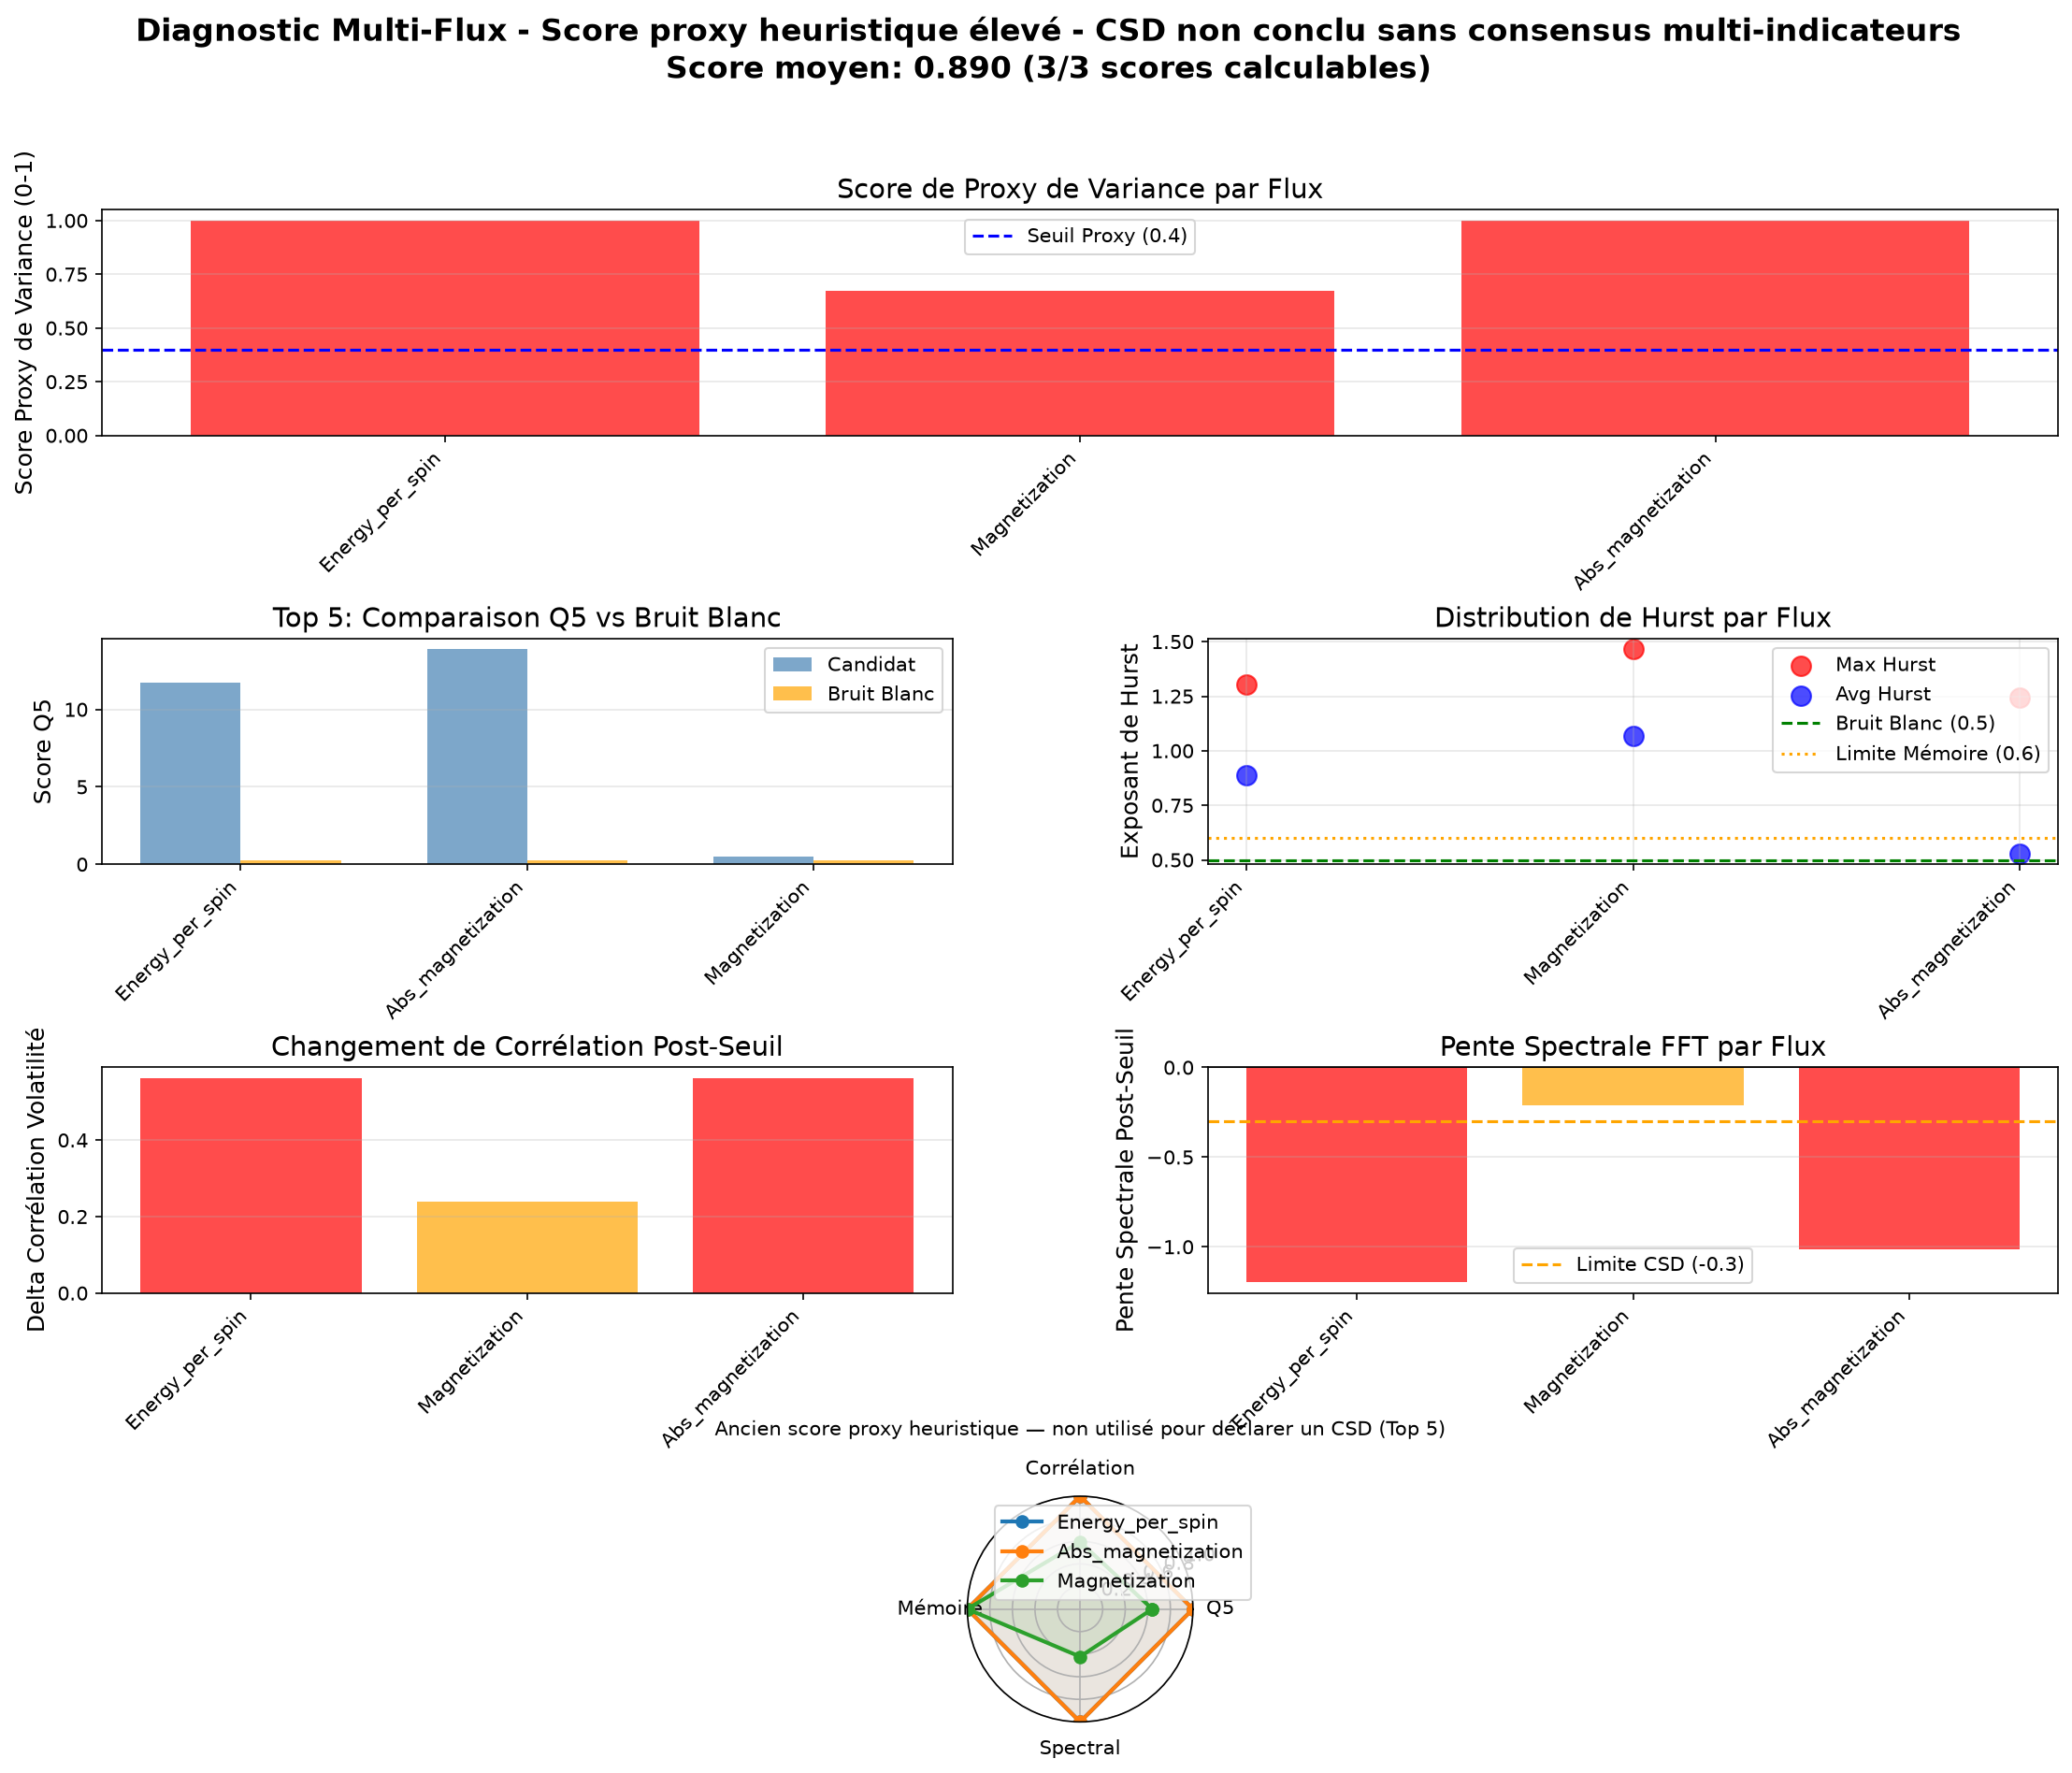 Diagnostic Multi-Flux - Score proxy heuristique élevé - CSD non conclu sans consensus multi-indicateurs
Score moyen: 0.890 (3/3 scores calculables)
Score de Proxy de Variance par Flux
Score Proxy de Variance (0-1)
1.00
0.75
0.50
0.25
0.00
Seuil Proxy (0.4)
Energy_per_spin
Magnetization
Abs_magnetization
Top 5: Comparaison Q5 vs Bruit Blanc
Score Q5
10
5
0
Candidat
Bruit Blanc
Energy_per_spin
Abs_magnetization
Magnetization
Distribution de Hurst par Flux
Exposant de Hurst
1.50
1.25
1.00
0.75
0.50
Max Hurst
Avg Hurst
Bruit Blanc (0.5)
Limite Mémoire (0.6)
Energy_per_spin
Magnetization
Abs_magnetization
Changement de Corrélation Post-Seuil
Delta Corrélation Volatilité
0.4
0.2
0.0
Energy_per_spin
Magnetization
Abs_magnetization
Pente Spectrale FFT par Flux
Pente Spectrale Post-Seuil
0.0
−0.5
−1.0
Limite CSD (-0.3)
Energy_per_spin
Magnetization
Abs_magnetization
Ancien score proxy heuristique — non utilisé pour déclarer un CSD (Top 5)
Corrélation
Energy_per_spin
Abs_magnetization
Magnetization
Mémoire
Q5
Spectral